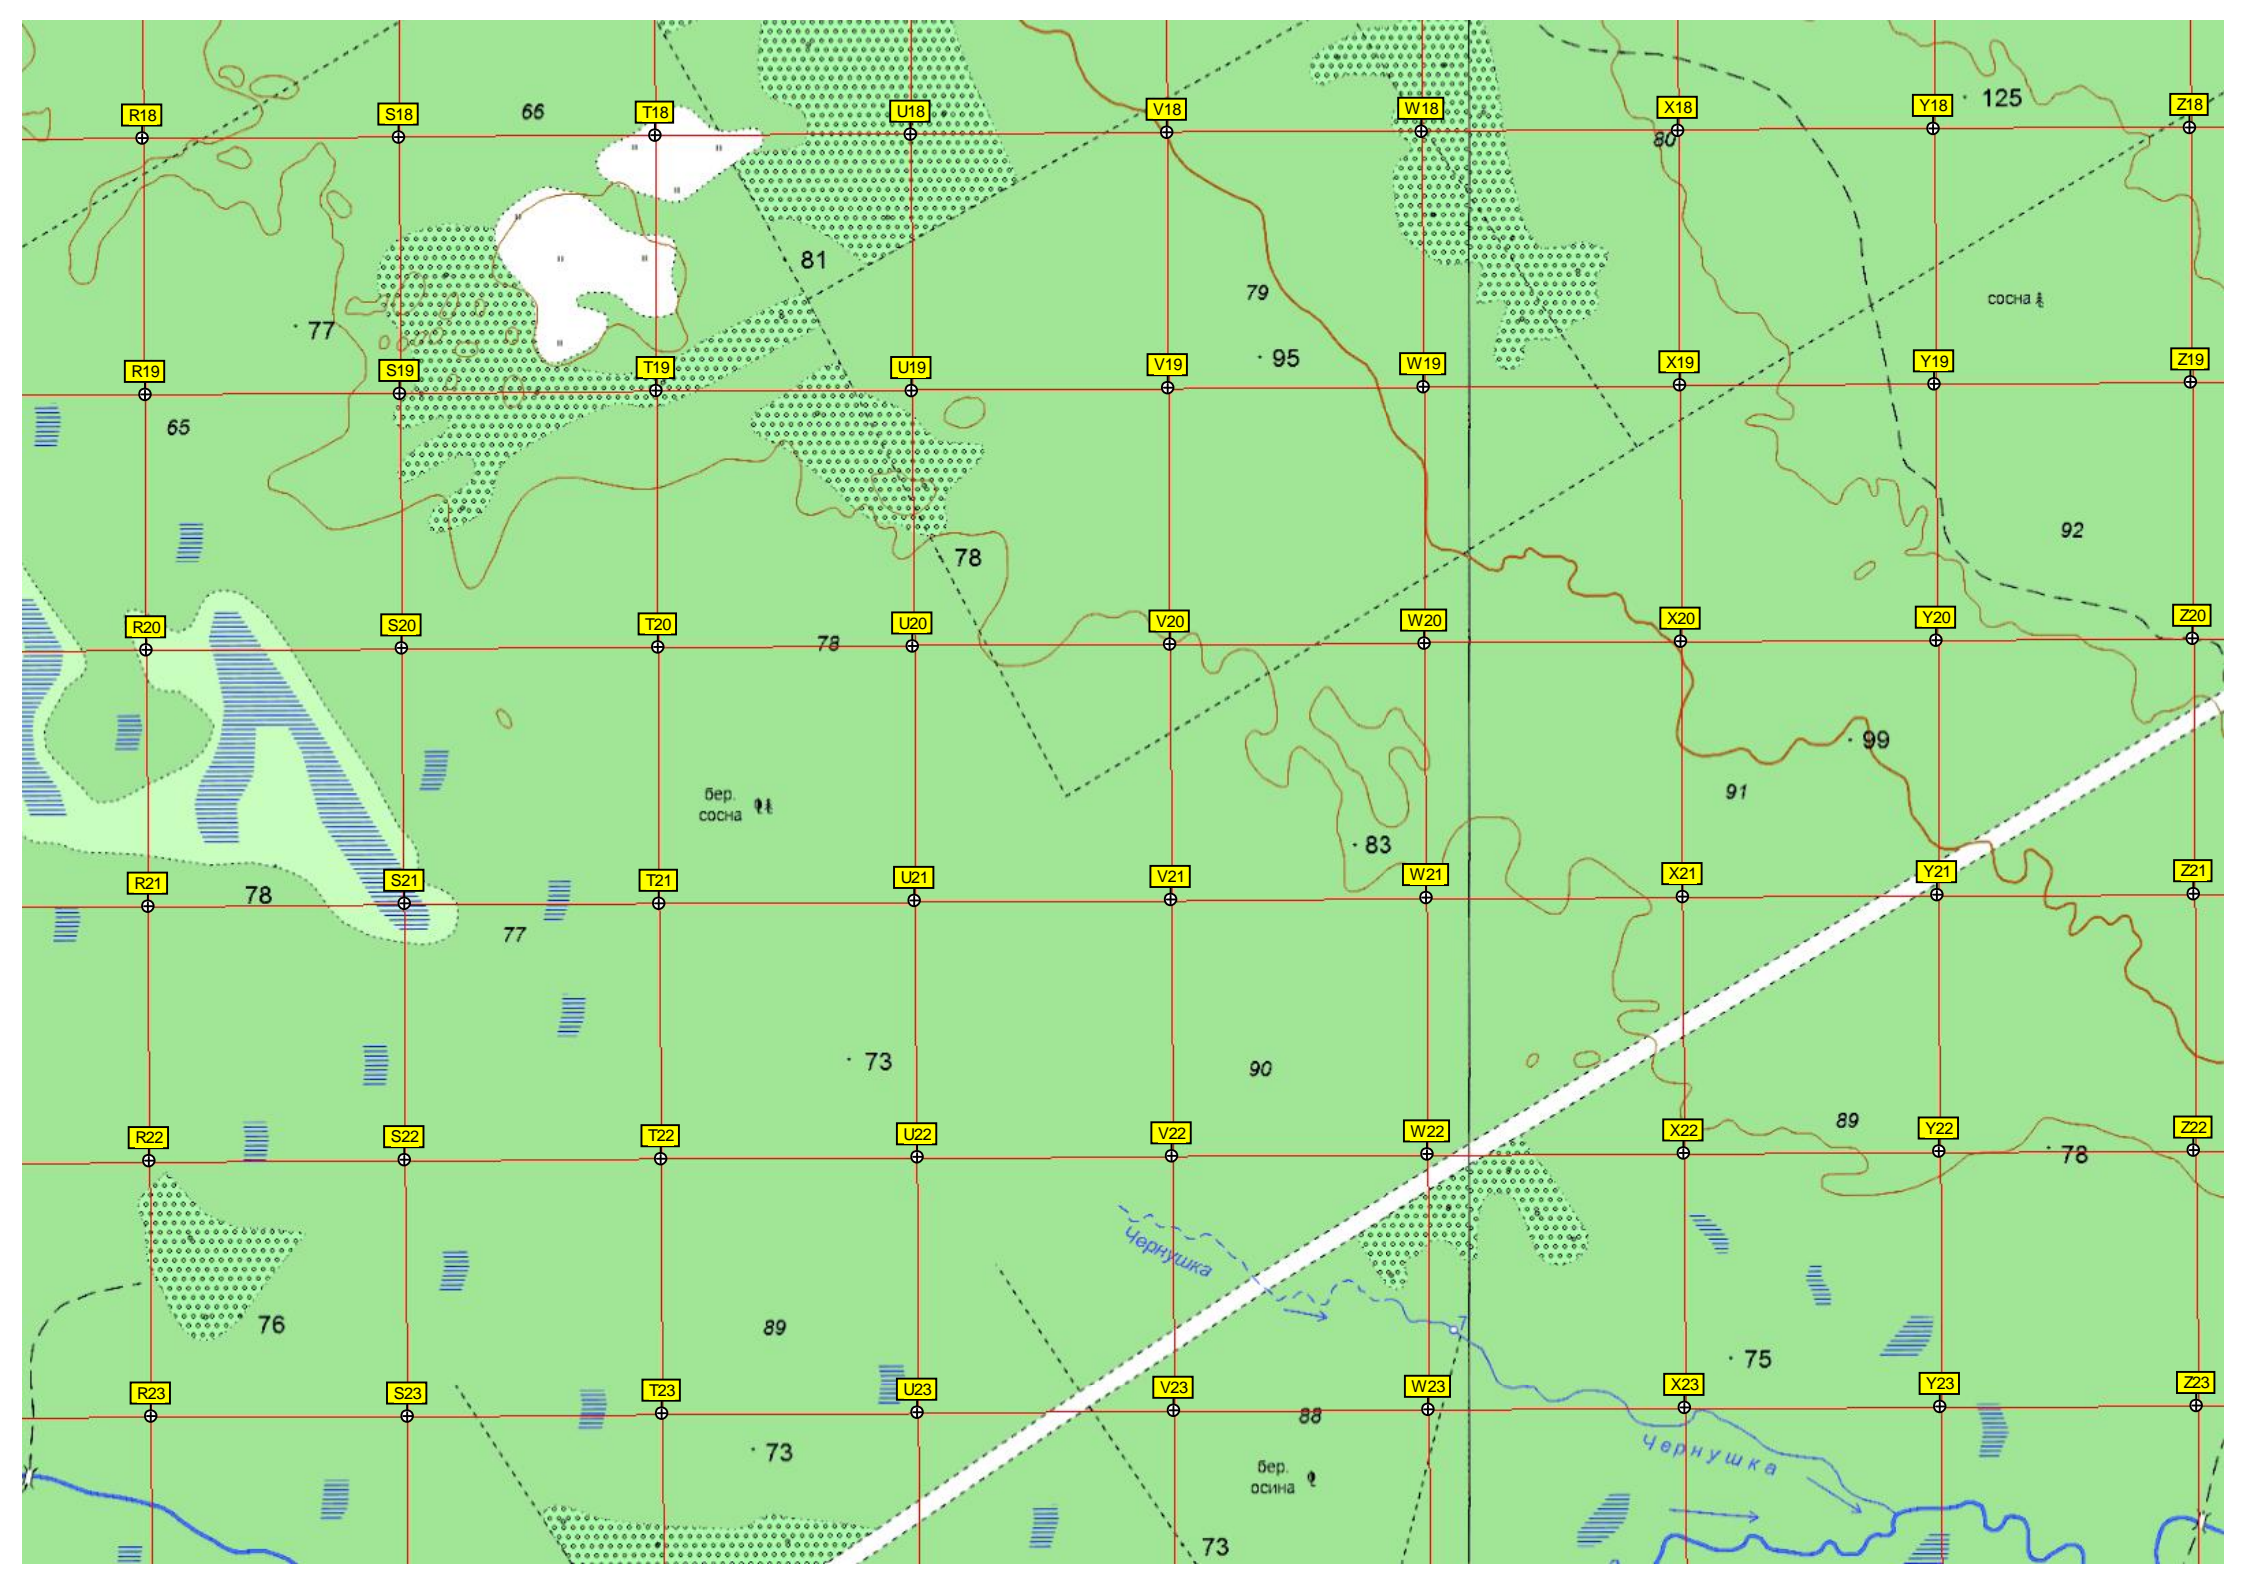 66
125
R18
S18
T18
U18
V18
W18
X18
Y18
Z18
80
81
79
сосна
77
95
R19
S19
T19
U19
V19
W19
X19
Y19
Z19
65
78
92
R20
S20
T20
U20
V20
W20
X20
Y20
Z20
78
99
91
бер.
сосна
83
R21
S21
T21
U21
V21
W21
X21
Y21
Z21
78
77
73
90
89
R22
S22
T22
U22
V22
W22
X22
Y22
Z22
78
Чернушка
76
89
7
75
R23
S23
T23
U23
V23
W23
X23
Y23
Z23
88
73
Чернушка
бер.
осина
73